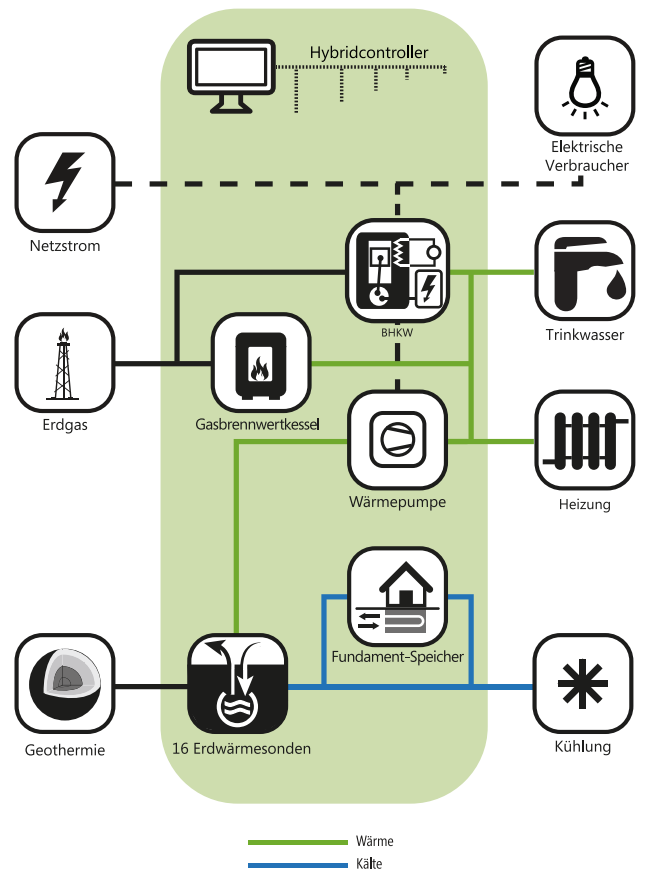 Hybridcontroller
Elektrische
Verbraucher
Netzstrom
BHKW
Trinkwasser
Erdgas
Gasbrennwertkessel
Wärmepumpe
Heizung
Fundament-Speicher
Geothermie
16 Erdwärmesonden
Kühlung
Wärme
Kälte